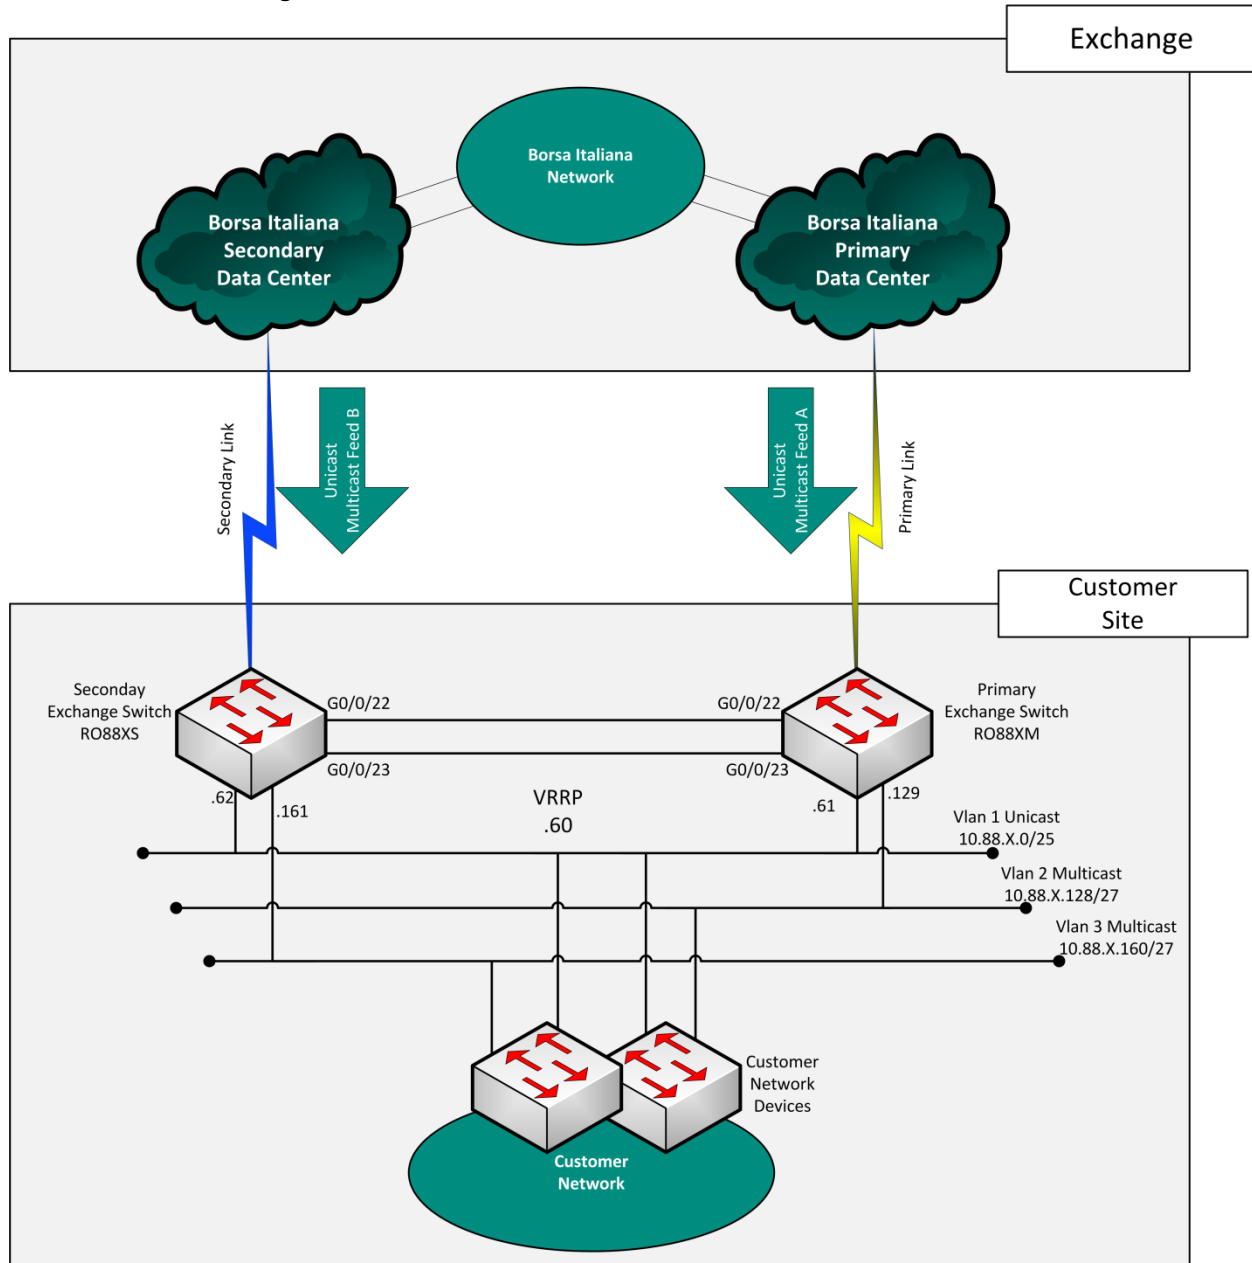 Exchange
Borsa Italiana
Network
Borsa Italiana
Secondary
Data Center
Borsa Italiana
Primary
Data Center
Secondary Link
Unicast
Multicast Feed B
Unicast
Multicast Feed A
Primary Link
Customer
Site
Seconday
Exchange Switch
RO88XS
G0/0/22
G0/0/22
Primary
Exchange Switch
RO88XM
G0/0/23
G0/0/23
.62
.161
VRRP
.60
.61
.129
Vlan 1 Unicast
10.88.X.0/25
Vlan 2 Multicast
10.88.X.128/27
Vlan 3 Multicast
10.88.X.160/27
Customer
Network
Devices
Customer
Network